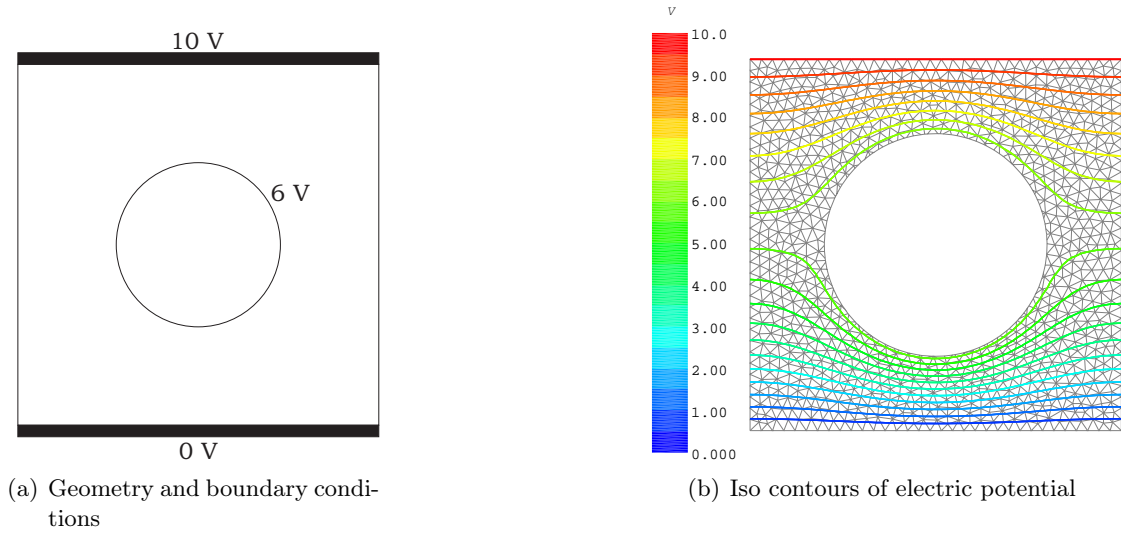 10 V
6 V
0 V
(a) Geometry and boundary condi-
tions
V
10.0
9.00
8.00
7.00
6.00
5.00
4.00
3.00
2.00
1.00
0.000
(b) Iso contours of electric potential